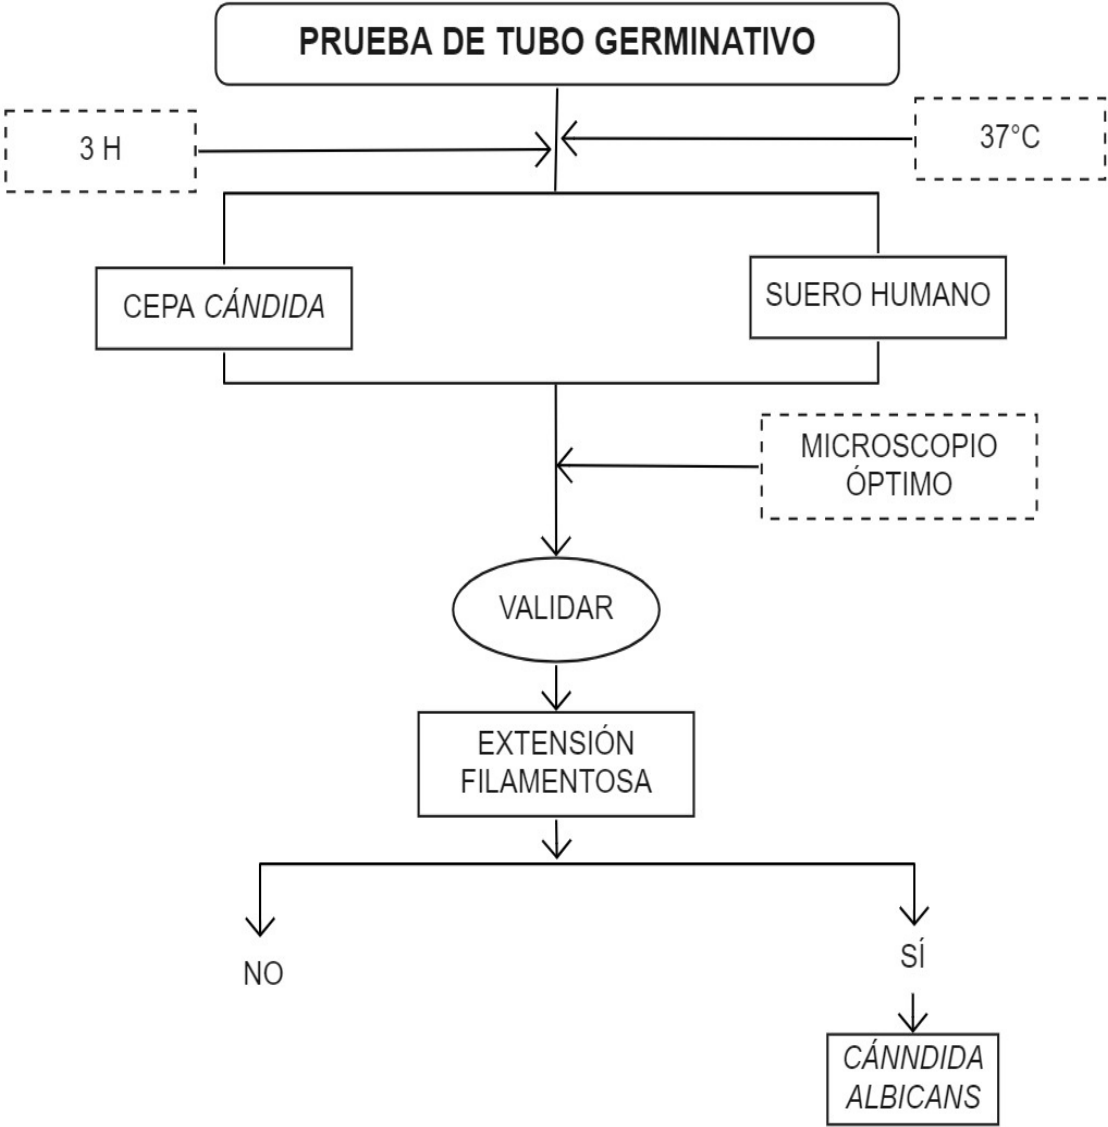 PRUEBA DE TUBO GERMINATIVO
3 H
37°C
CEPA CÁNDIDA
SUERO HUMANO
MICROSCOPIO
ÓPTIMO
VALIDAR
EXTENSIÓN
FILAMENTOSA
NO
SÍ
CÁNNDIDA
ALBICANS